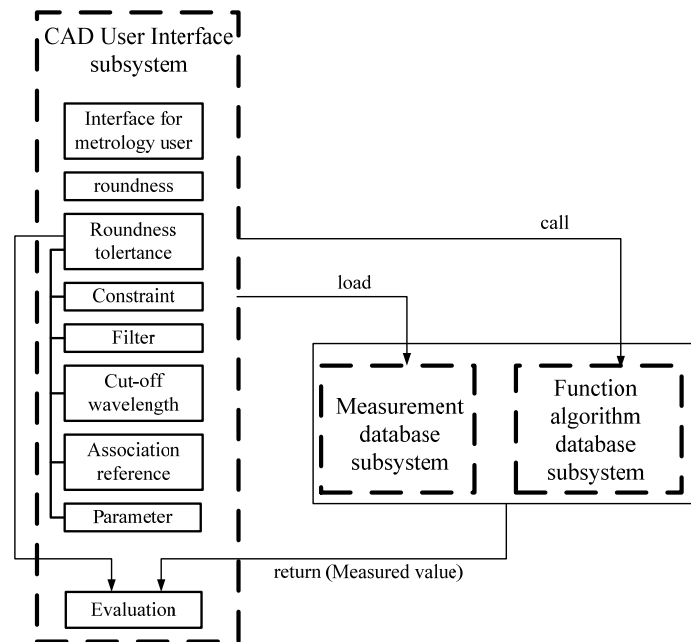 CAD User Interface
subsystem
Interface for
metrology user
roundness
Roundness
tolertance
Constraint
Filter
Cut-off
wavelength
Association
reference
Parameter
Evaluation
call
load
Measurement
database
subsystem
Function
algorithm
database
subsystem
return (Measured value)